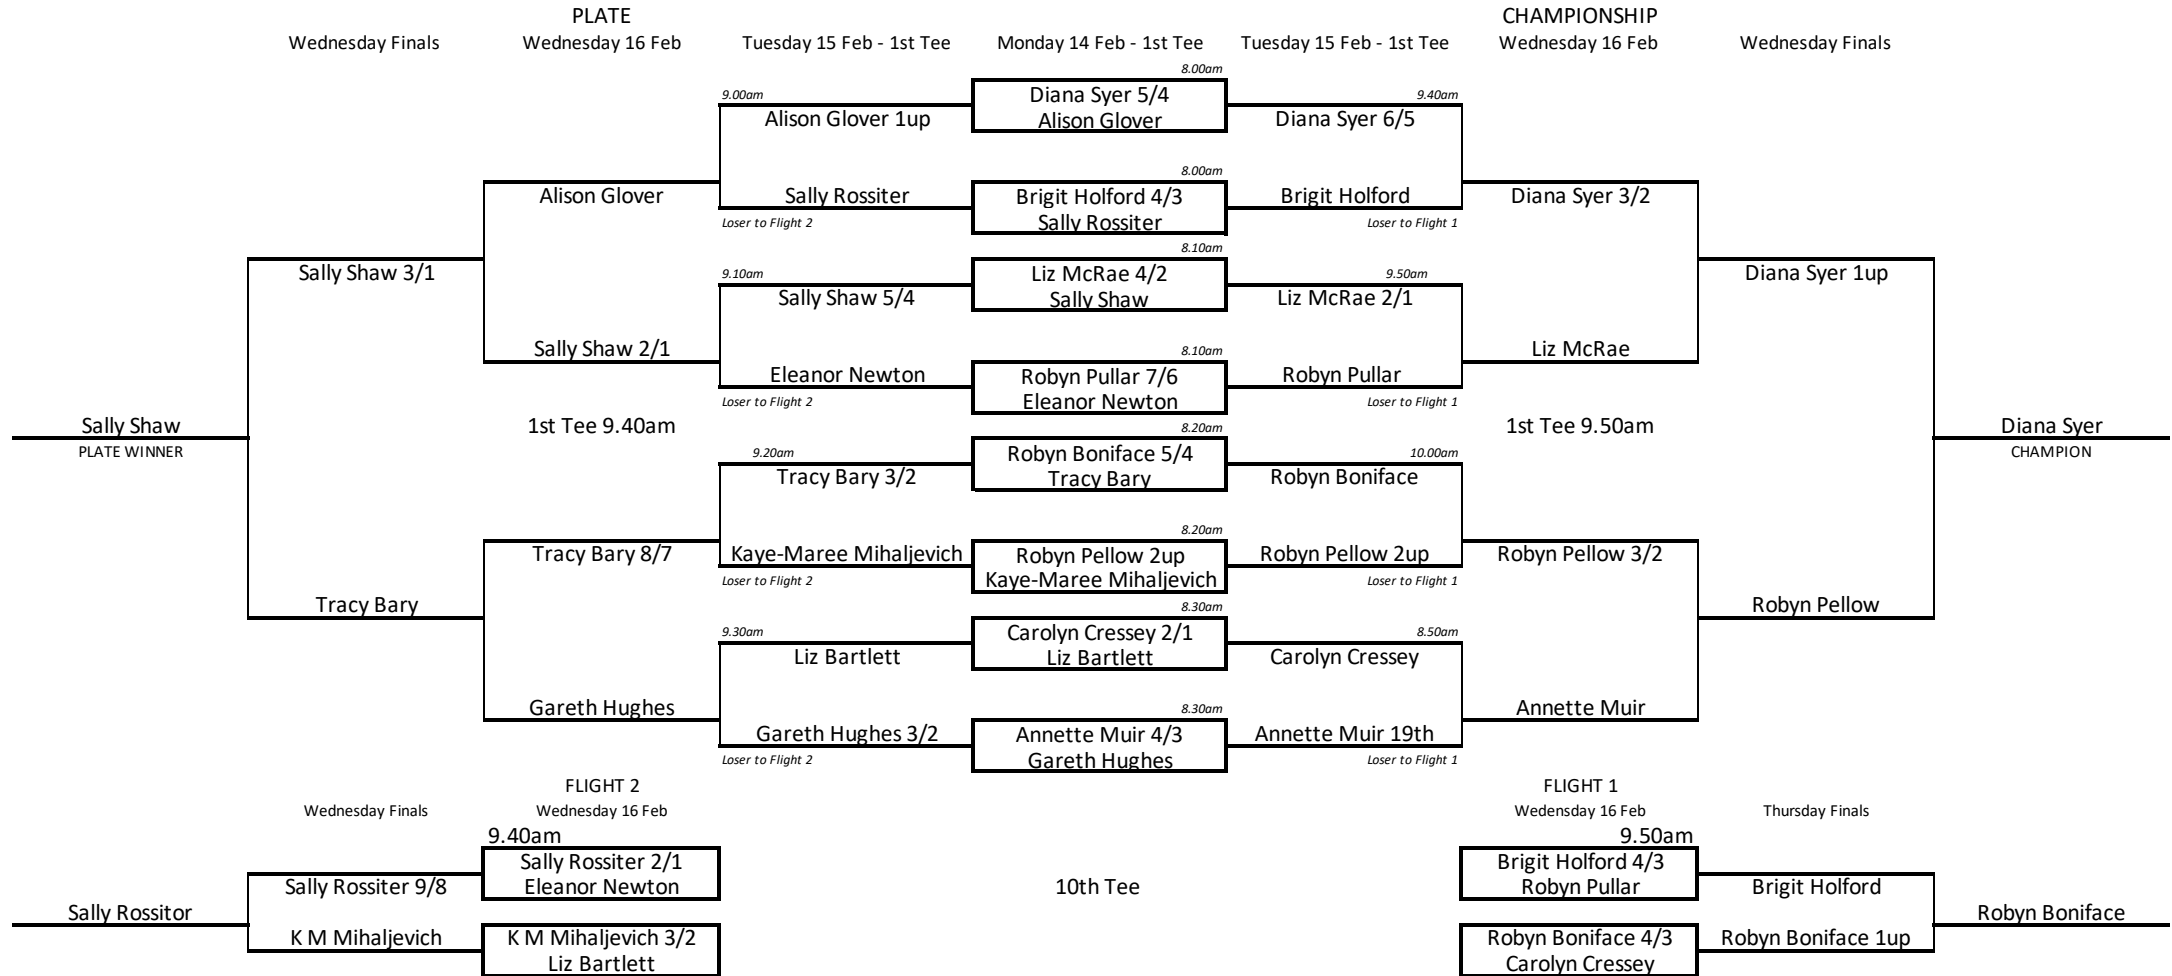 PLATE
CHAMPIONSHIP
Wednesday Finals
Wednesday 16 Feb
Tuesday 15 Feb - 1st Tee
Monday 14 Feb - 1st Tee
Tuesday 15 Feb - 1st Tee
Wednesday 16 Feb
Wednesday Finals
8.00am
9.00am
Diana Syer 5/4
9.40am
Alison Glover 1up
Alison Glover
Diana Syer 6/5
8.00am
Alison Glover
Sally Rossiter
Brigit Holford 4/3
Brigit Holford
Diana Syer 3/2
Loser to Flight 2
Sally Rossiter
Loser to Flight 1
8.10am
Sally Shaw 3/1
9.10am
Liz McRae 4/2
9.50am
Diana Syer 1up
Sally Shaw 5/4
Sally Shaw
Liz McRae 2/1
Sally Shaw 2/1
8.10am
Liz McRae
Eleanor Newton
Robyn Pullar 7/6
Robyn Pullar
Loser to Flight 2
Eleanor Newton
Loser to Flight 1
Sally Shaw
1st Tee 9.40am
8.20am
1st Tee 9.50am
Diana Syer
PLATE WINNER
9.20am
Robyn Boniface 5/4
10.00am
CHAMPION
Tracy Bary 3/2
Tracy Bary
Robyn Boniface
8.20am
Tracy Bary 8/7
Kaye-Maree Mihaljevich
Robyn Pellow 2up
Robyn Pellow 2up
Robyn Pellow 3/2
Loser to Flight 2
Kaye-Maree Mihaljevich
Loser to Flight 1
Tracy Bary
8.30am
Robyn Pellow
9.30am
Carolyn Cressey 2/1
8.50am
Liz Bartlett
Liz Bartlett
Carolyn Cressey
Gareth Hughes
8.30am
Annette Muir
Gareth Hughes 3/2
Annette Muir 4/3
Annette Muir 19th
Loser to Flight 2
Gareth Hughes
Loser to Flight 1
FLIGHT 2
FLIGHT 1
Wednesday Finals
Wednesday 16 Feb
Wedensday 16 Feb
Thursday Finals
9.40am
9.50am
Sally Rossiter 2/1
Brigit Holford 4/3
Sally Rossiter 9/8
Eleanor Newton
10th Tee
Robyn Pullar
Brigit Holford
Sally Rossitor
Robyn Boniface
K M Mihaljevich
K M Mihaljevich 3/2
Robyn Boniface 4/3
Robyn Boniface 1up
Liz Bartlett
Carolyn Cressey